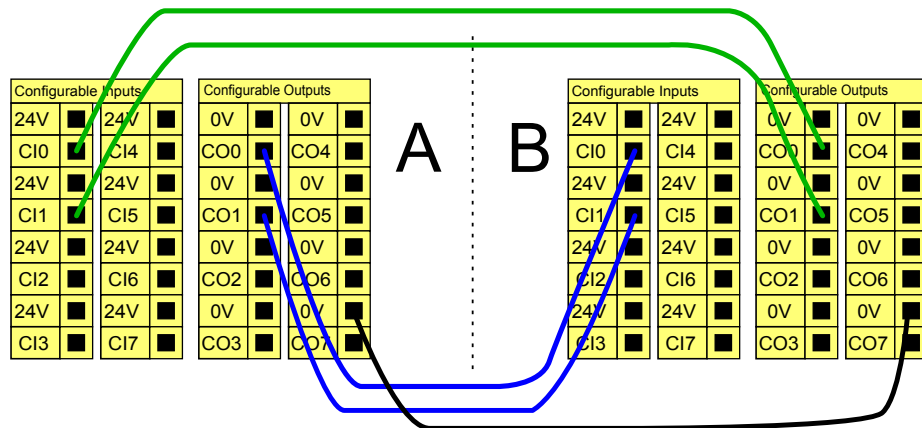 Configurable Inputs Configurable Outputs Configurable Inputs Configurable Outputs
24V 24V 0V 0V 24V 24V 0V 0V
CI0 CI4 CO0 CO4 A B CI0 CI4 CO0 CO4
24V 24V 0V 0V 24V 24V 0V 0V
CI1 CI5 CO1 CO5 CI1 CI5 CO1 CO5
24V 24V 0V 0V 24V 24V 0V 0V
CI2 CI6 CO2 CO6 CI2 CI6 CO2 CO6
24V 24V 0V 0V 24V 24V 0V 0V
CI3 CI7 CO3 CO7 CI3 CI7 CO3 CO7